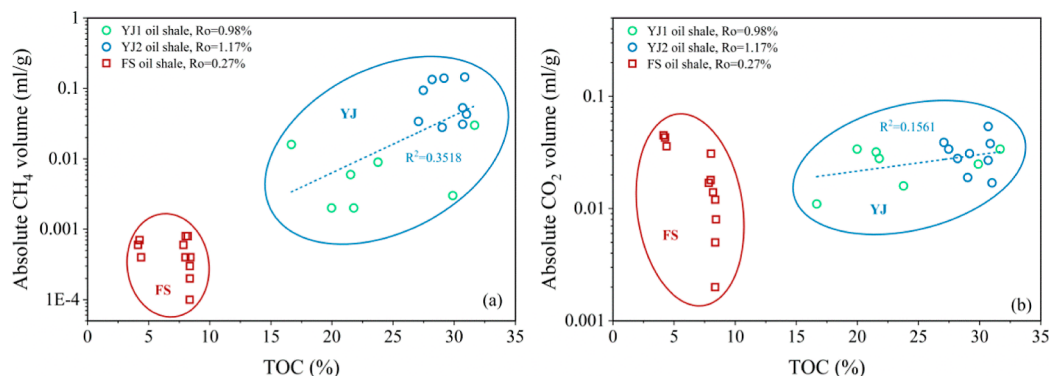 YJ1 oil shale, Ro=0.98%
YJ2 oil shale, Ro=1.17%
FS oil shale, Ro=0.27%
Absolute CH4 volume (ml/g)
1
0.1
0.01
0.001
1E-4
YJ
R²=0.3518
FS
(a)
0 5 10 15 20 25 30 35
TOC (%)
YJ1 oil shale, Ro=0.98%
YJ2 oil shale, Ro=1.17%
FS oil shale, Ro=0.27%
Absolute CO2 volume (ml/g)
0.1
0.01
0.001
R²=0.1561
YJ
FS
(b)
0 5 10 15 20 25 30 35
TOC (%)